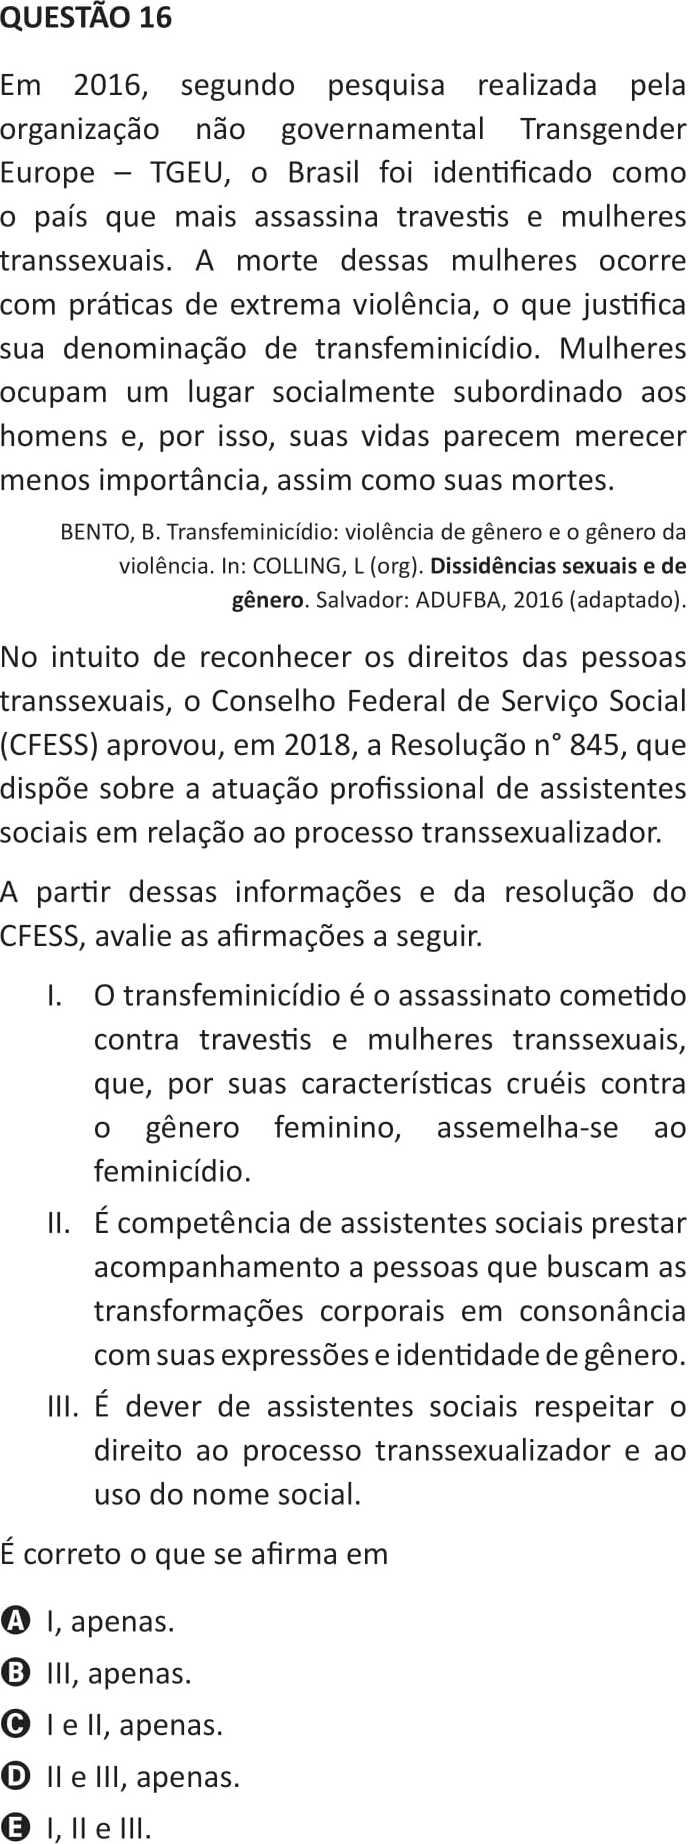 QUESTÃO 16
Em 2016, segundo pesquisa realizada pela
organização não governamental Transgender
Europe – TGEU, o Brasil foi identificado como
o país que mais assassina travestis e mulheres
transsexuais. A morte dessas mulheres ocorre
com práticas de extrema violência, o que justifica
sua denominação de transfeminicídio. Mulheres
ocupam um lugar socialmente subordinado aos
homens e, por isso, suas vidas parecem merecer
menos importância, assim como suas mortes.
BENTO, B. Transfeminicídio: violência de gênero e o gênero da
violência. In: COLLING, L (org). Dissidências sexuais e de
gênero. Salvador: ADUFBA, 2016 (adaptado).
No intuito de reconhecer os direitos das pessoas
transsexuais, o Conselho Federal de Serviço Social
(CFESS) aprovou, em 2018, a Resolução n° 845, que
dispõe sobre a atuação profissional de assistentes
sociais em relação ao processo transsexualizador.
A partir dessas informações e da resolução do
CFESS, avalie as afirmações a seguir.
I. O transfeminicídio é o assassinato cometido
contra travestis e mulheres transsexuais,
que, por suas características cruéis contra
o gênero feminino, assemelha-se ao
feminicídio.
II. É competência de assistentes sociais prestar
acompanhamento a pessoas que buscam as
transformações corporais em consonância
com suas expressões e identidade de gênero.
III. É dever de assistentes sociais respeitar o
direito ao processo transsexualizador e ao
uso do nome social.
É correto o que se afirma em
A I, apenas.
B III, apenas.
C I e II, apenas.
D II e III, apenas.
E I, II e III.